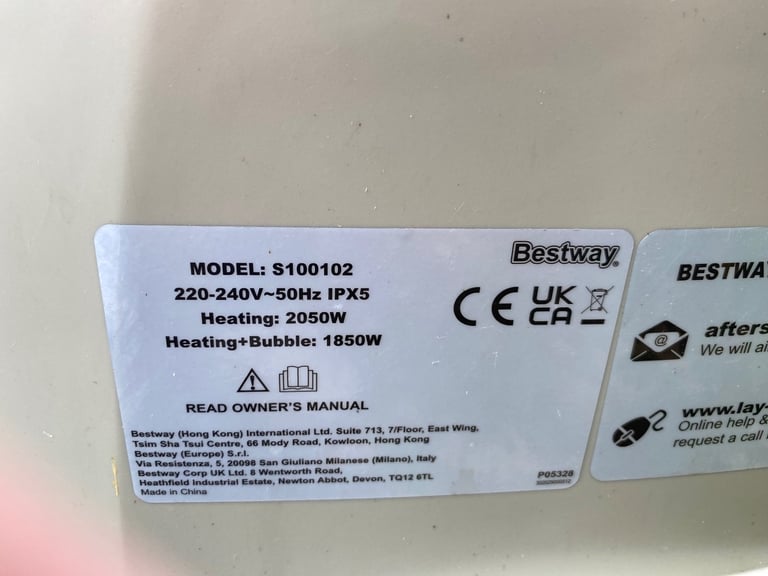 Bestway
MODEL: S100102
220-240V~50Hz IPX5
Heating: 2050W
Heating+Bubble: 1850W
CE UK CA
READ OWNER'S MANUAL
Bestway (Hong Kong) International Ltd. Suite 713, 7/Floor, East Wing,
Tsim Sha Tsui Centre, 66 Mody Road, Kowloon, Hong Kong
Bestway (Europe) S.r.l.
Via Resistenza, 5, 20098 San Giuliano Milanese (Milano), Italy
Bestway Corp UK Ltd. 8 Wentworth Road,
Heathfield Industrial Estate, Newton Abbot, Devon, TQ12 6TL
Made in China
P05328
BESTWAY
afters
We will ai
www.lay-
Online help &
request a call